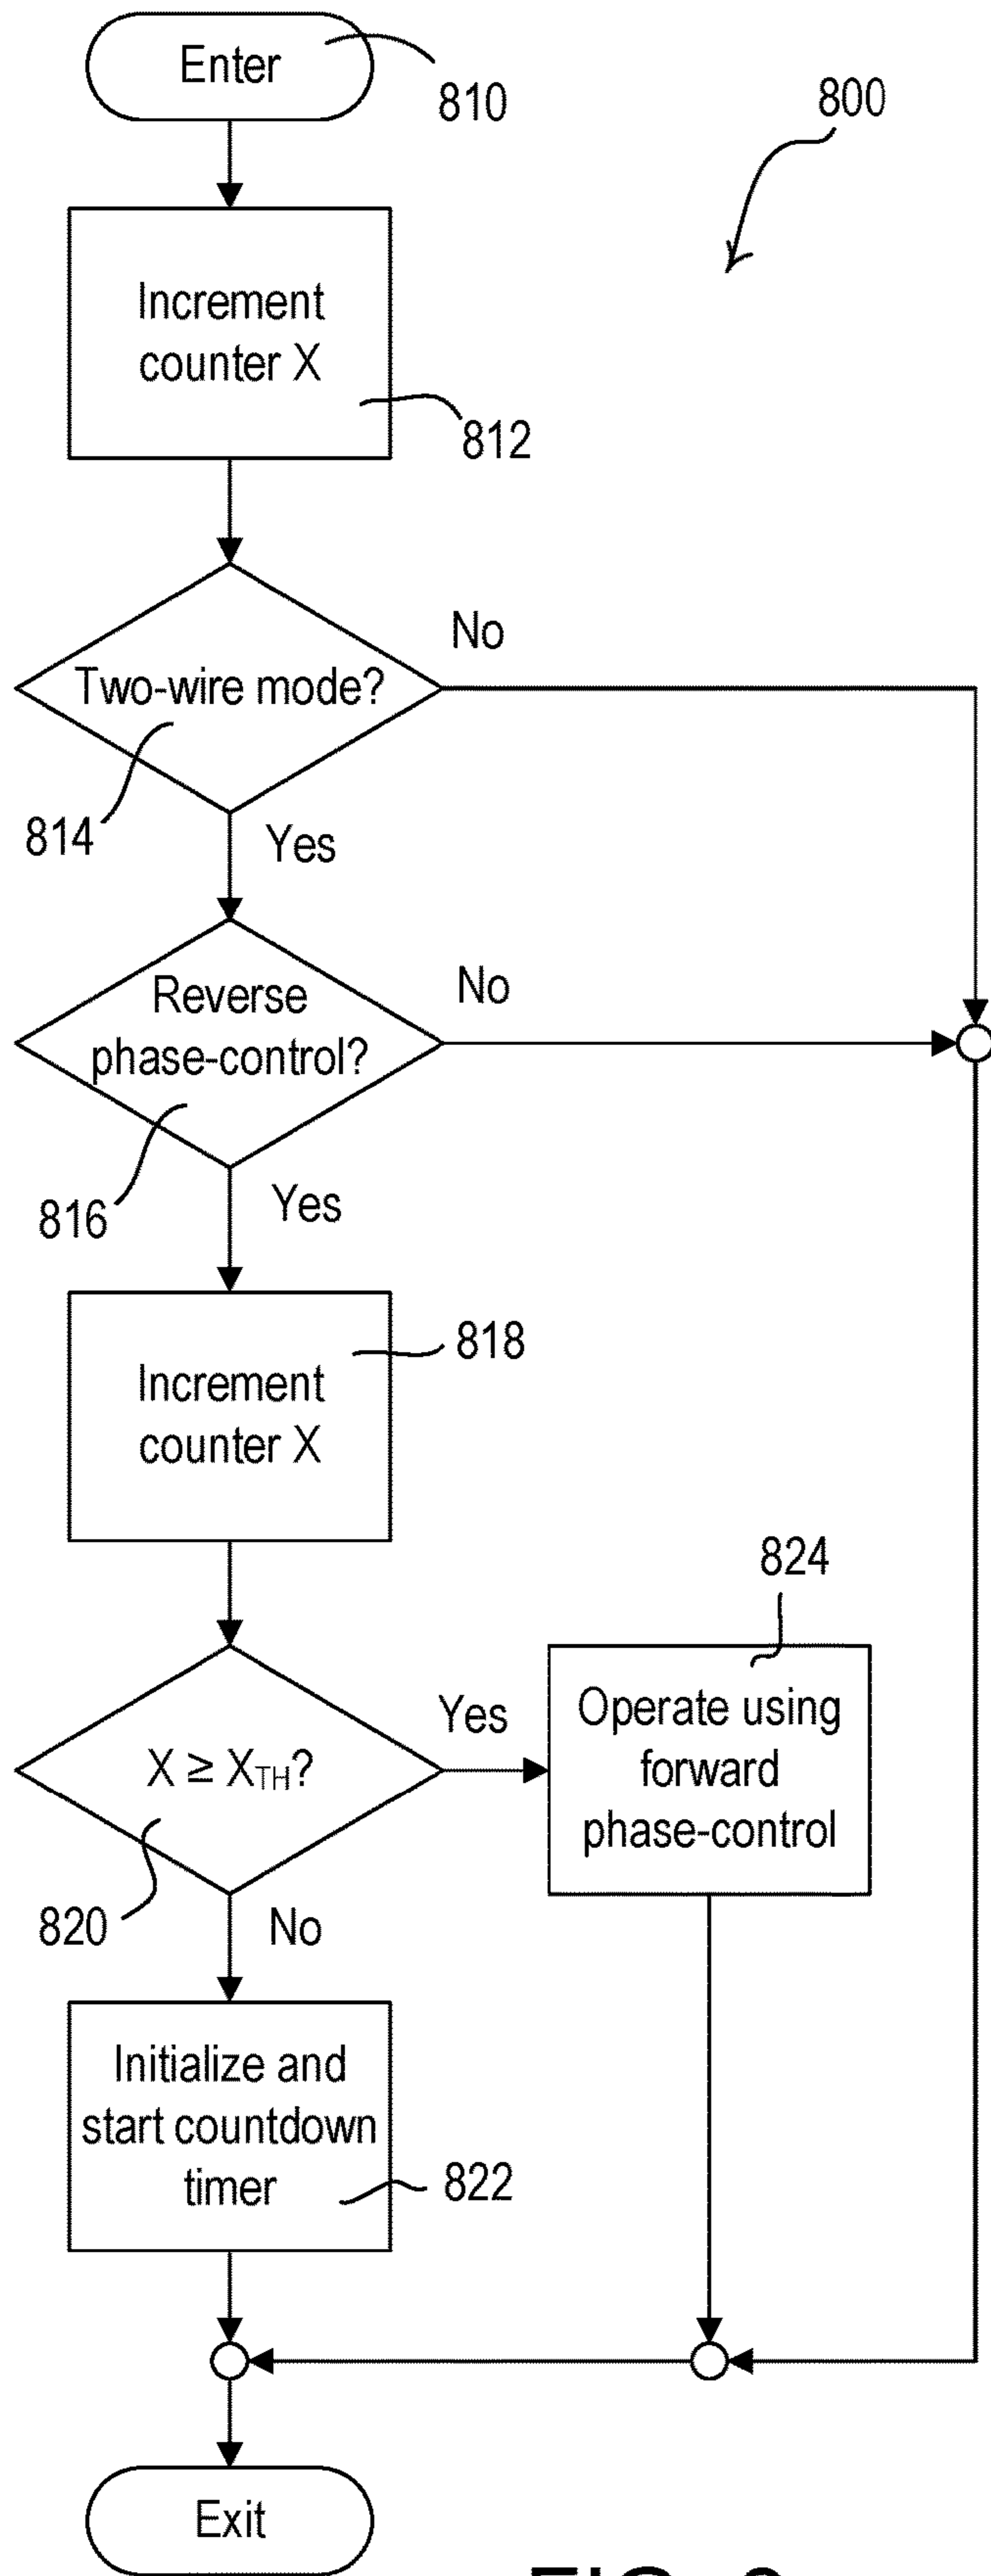 Enter
810
800
Increment
counter X
812
Two-wire mode?
No
814
Yes
Reverse
phase-control?
No
816
Yes
Increment
counter X
818
824
X ≥ XTH?
Yes
Operate using
forward
phase-control
820
No
Initialize and
start countdown
timer
822
Exit